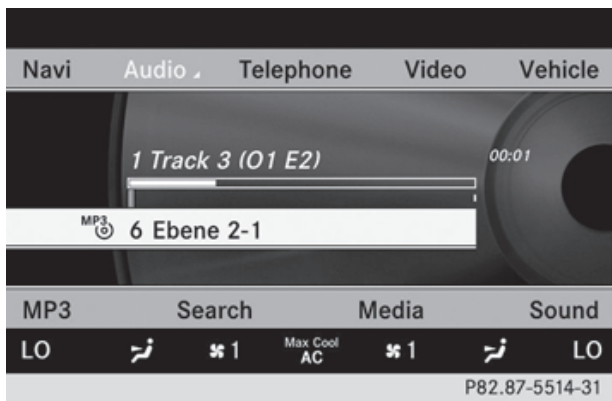 Navi Audio Telephone Video Vehicle
1 Track 3 (O1 E2) 00:01
MP3 6 Ebene 2-1
MP3 Search Media Sound
LO 1 Max Cool AC 1 LO
P82.87-5514-31